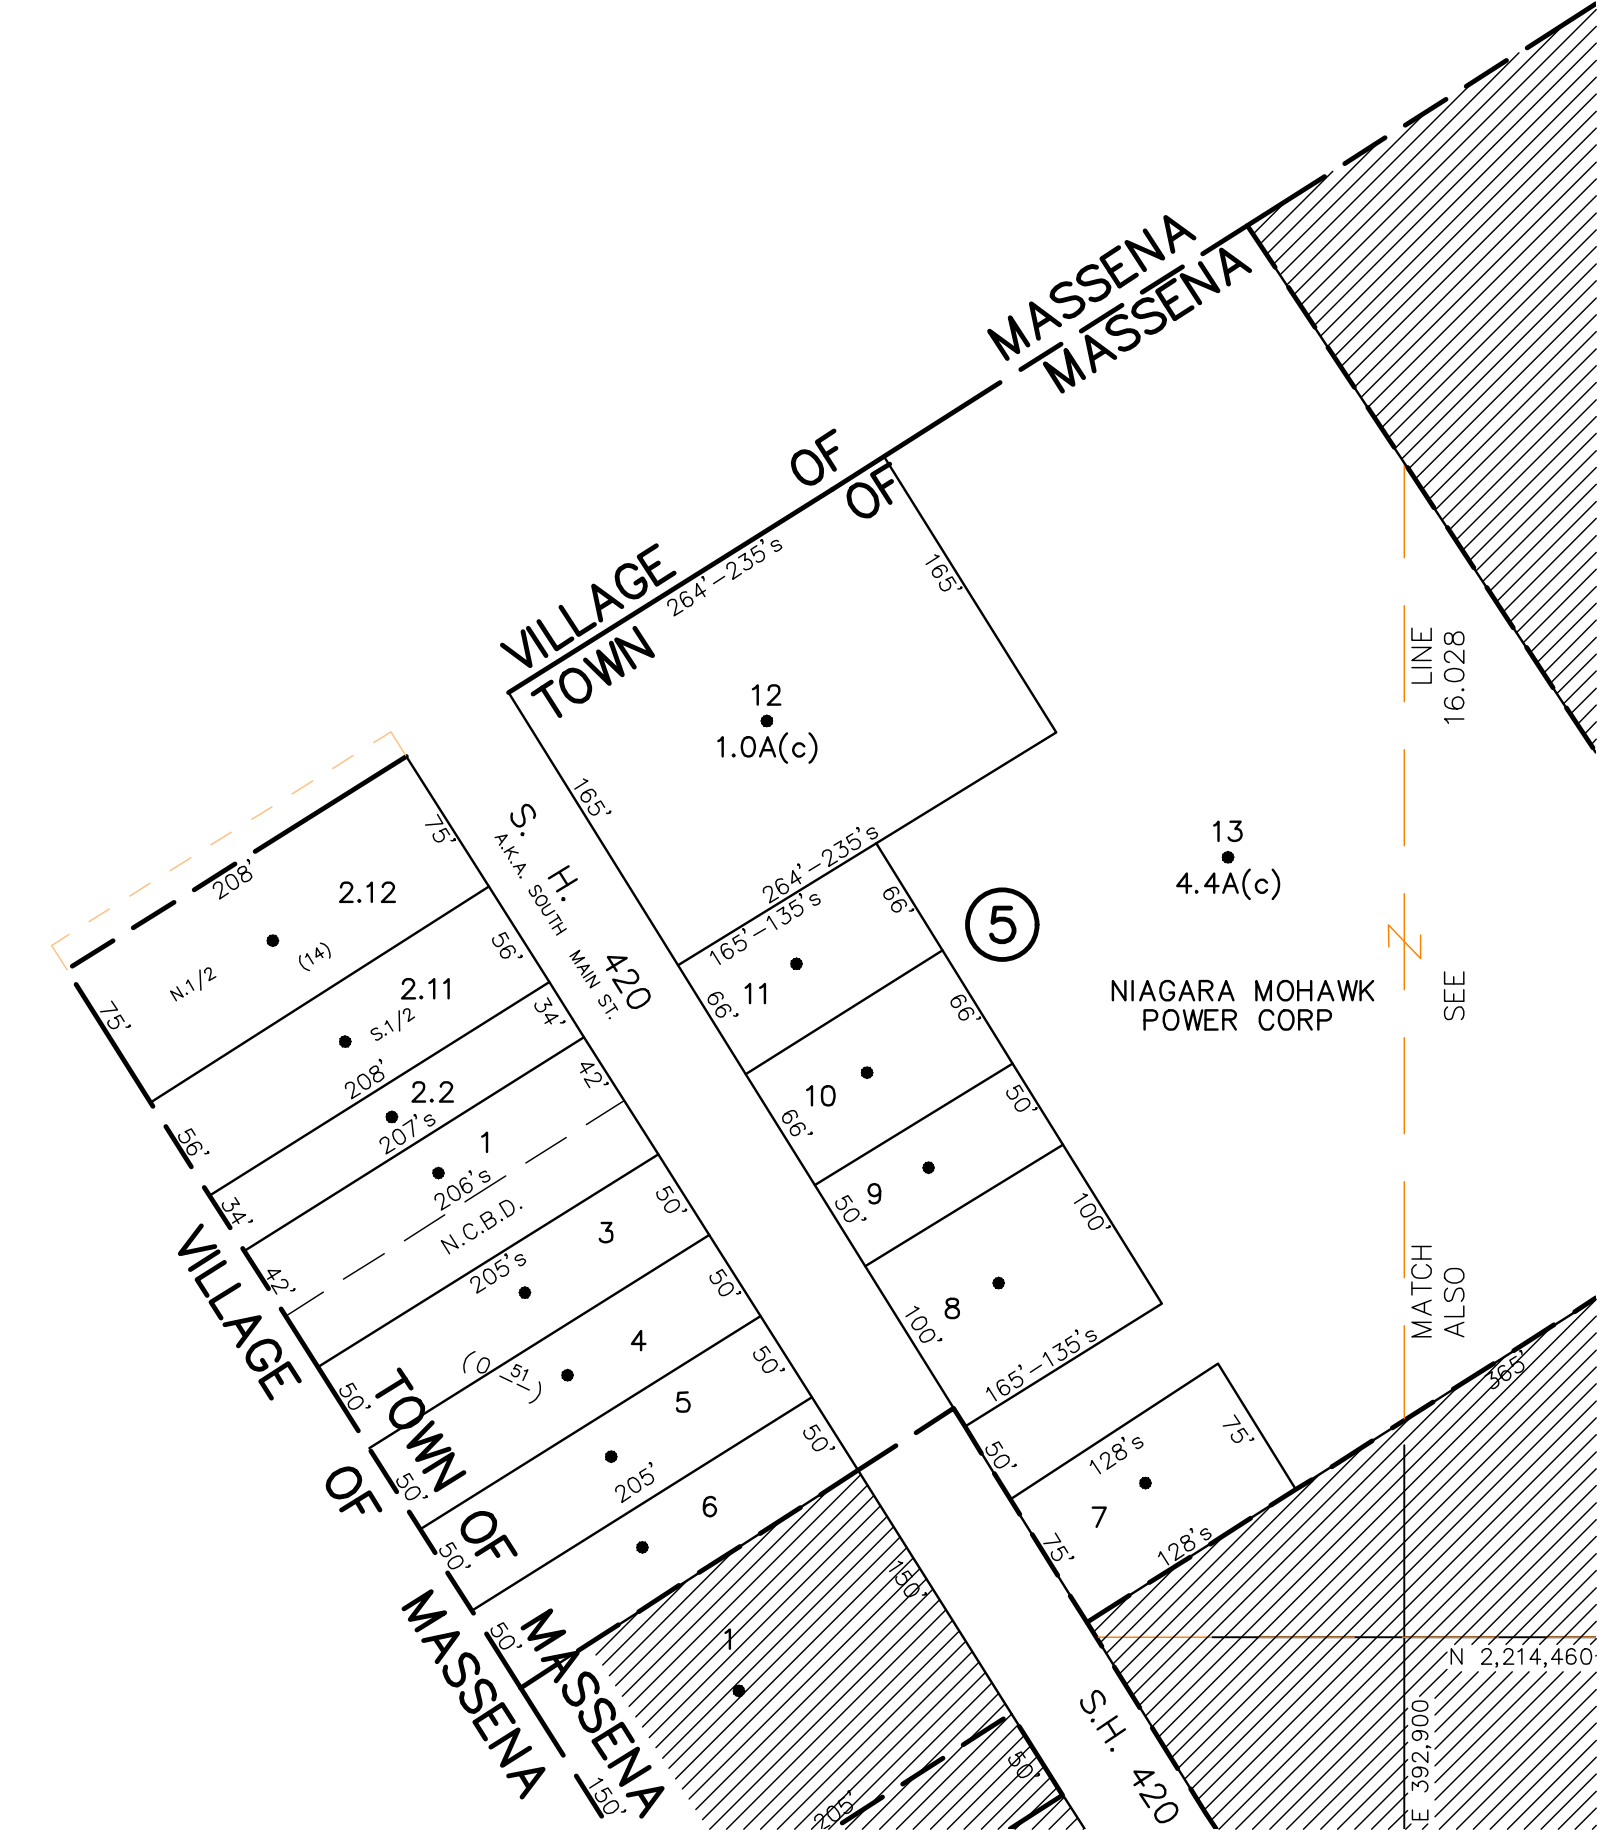 VILLAGE OF MASSENA
TOWN OF MASSENA
264'-235's
165'
12
1.0A(c)
165'
264'-235's
LINE
16.028
13
4.4A(c)
5
NIAGARA MOHAWK
POWER CORP
SEE
MATCH
ALSO
S. H. 420
A.K.A. SOUTH MAIN ST.
75'
208'
2.12
(14)
N.1/2
75'
56'
2.11
S.1/2
208'
56'
34'
2.2
207's
34'
42'
1
206's
N.C.B.D.
42'
50'
3
205's
50'
50'
4
(O 51)
50'
50'
5
205'
50'
50'
6
50'
165'-135's
66'
11
66'
66'
10
66'
50'
9
50'
100'
8
100'
165'-135's
50'
128's
75'
7
75'
128's
365'
VILLAGE OF MASSENA
TOWN OF MASSENA
150'
1
150'
50'
205'
S.H. 420
N 2,214,460
E 392,900